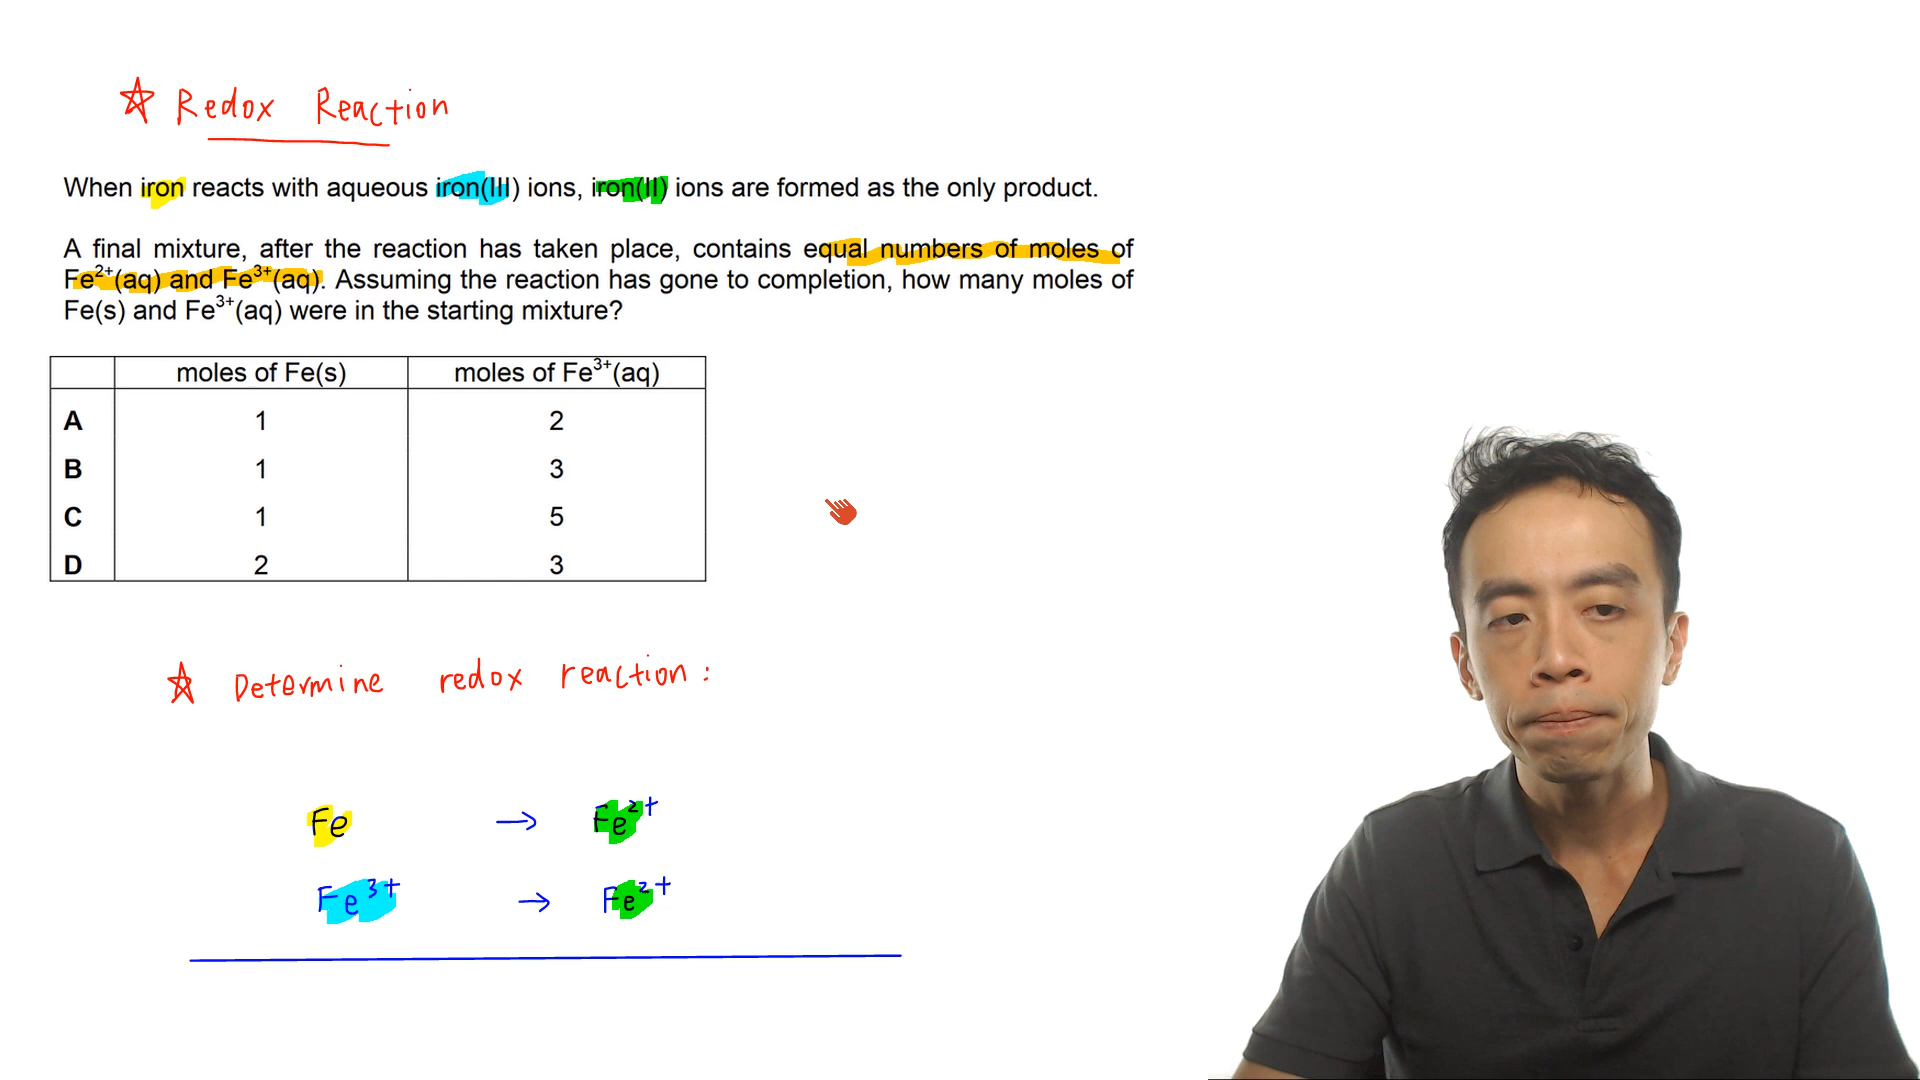 ☆ Redox Reaction
When iron reacts with aqueous iron(III) ions, iron(II) ions are formed as the only product.
A final mixture, after the reaction has taken place, contains equal numbers of moles of
Fe²⁺(aq) and Fe³⁺(aq). Assuming the reaction has gone to completion, how many moles of
Fe(s) and Fe³⁺(aq) were in the starting mixture?
moles of Fe(s) moles of Fe³⁺(aq)
A 1 2
B 1 3
C 1 5
D 2 3
☆ Determine redox reaction:
Fe → Fe²⁺
Fe³⁺ → Fe²⁺